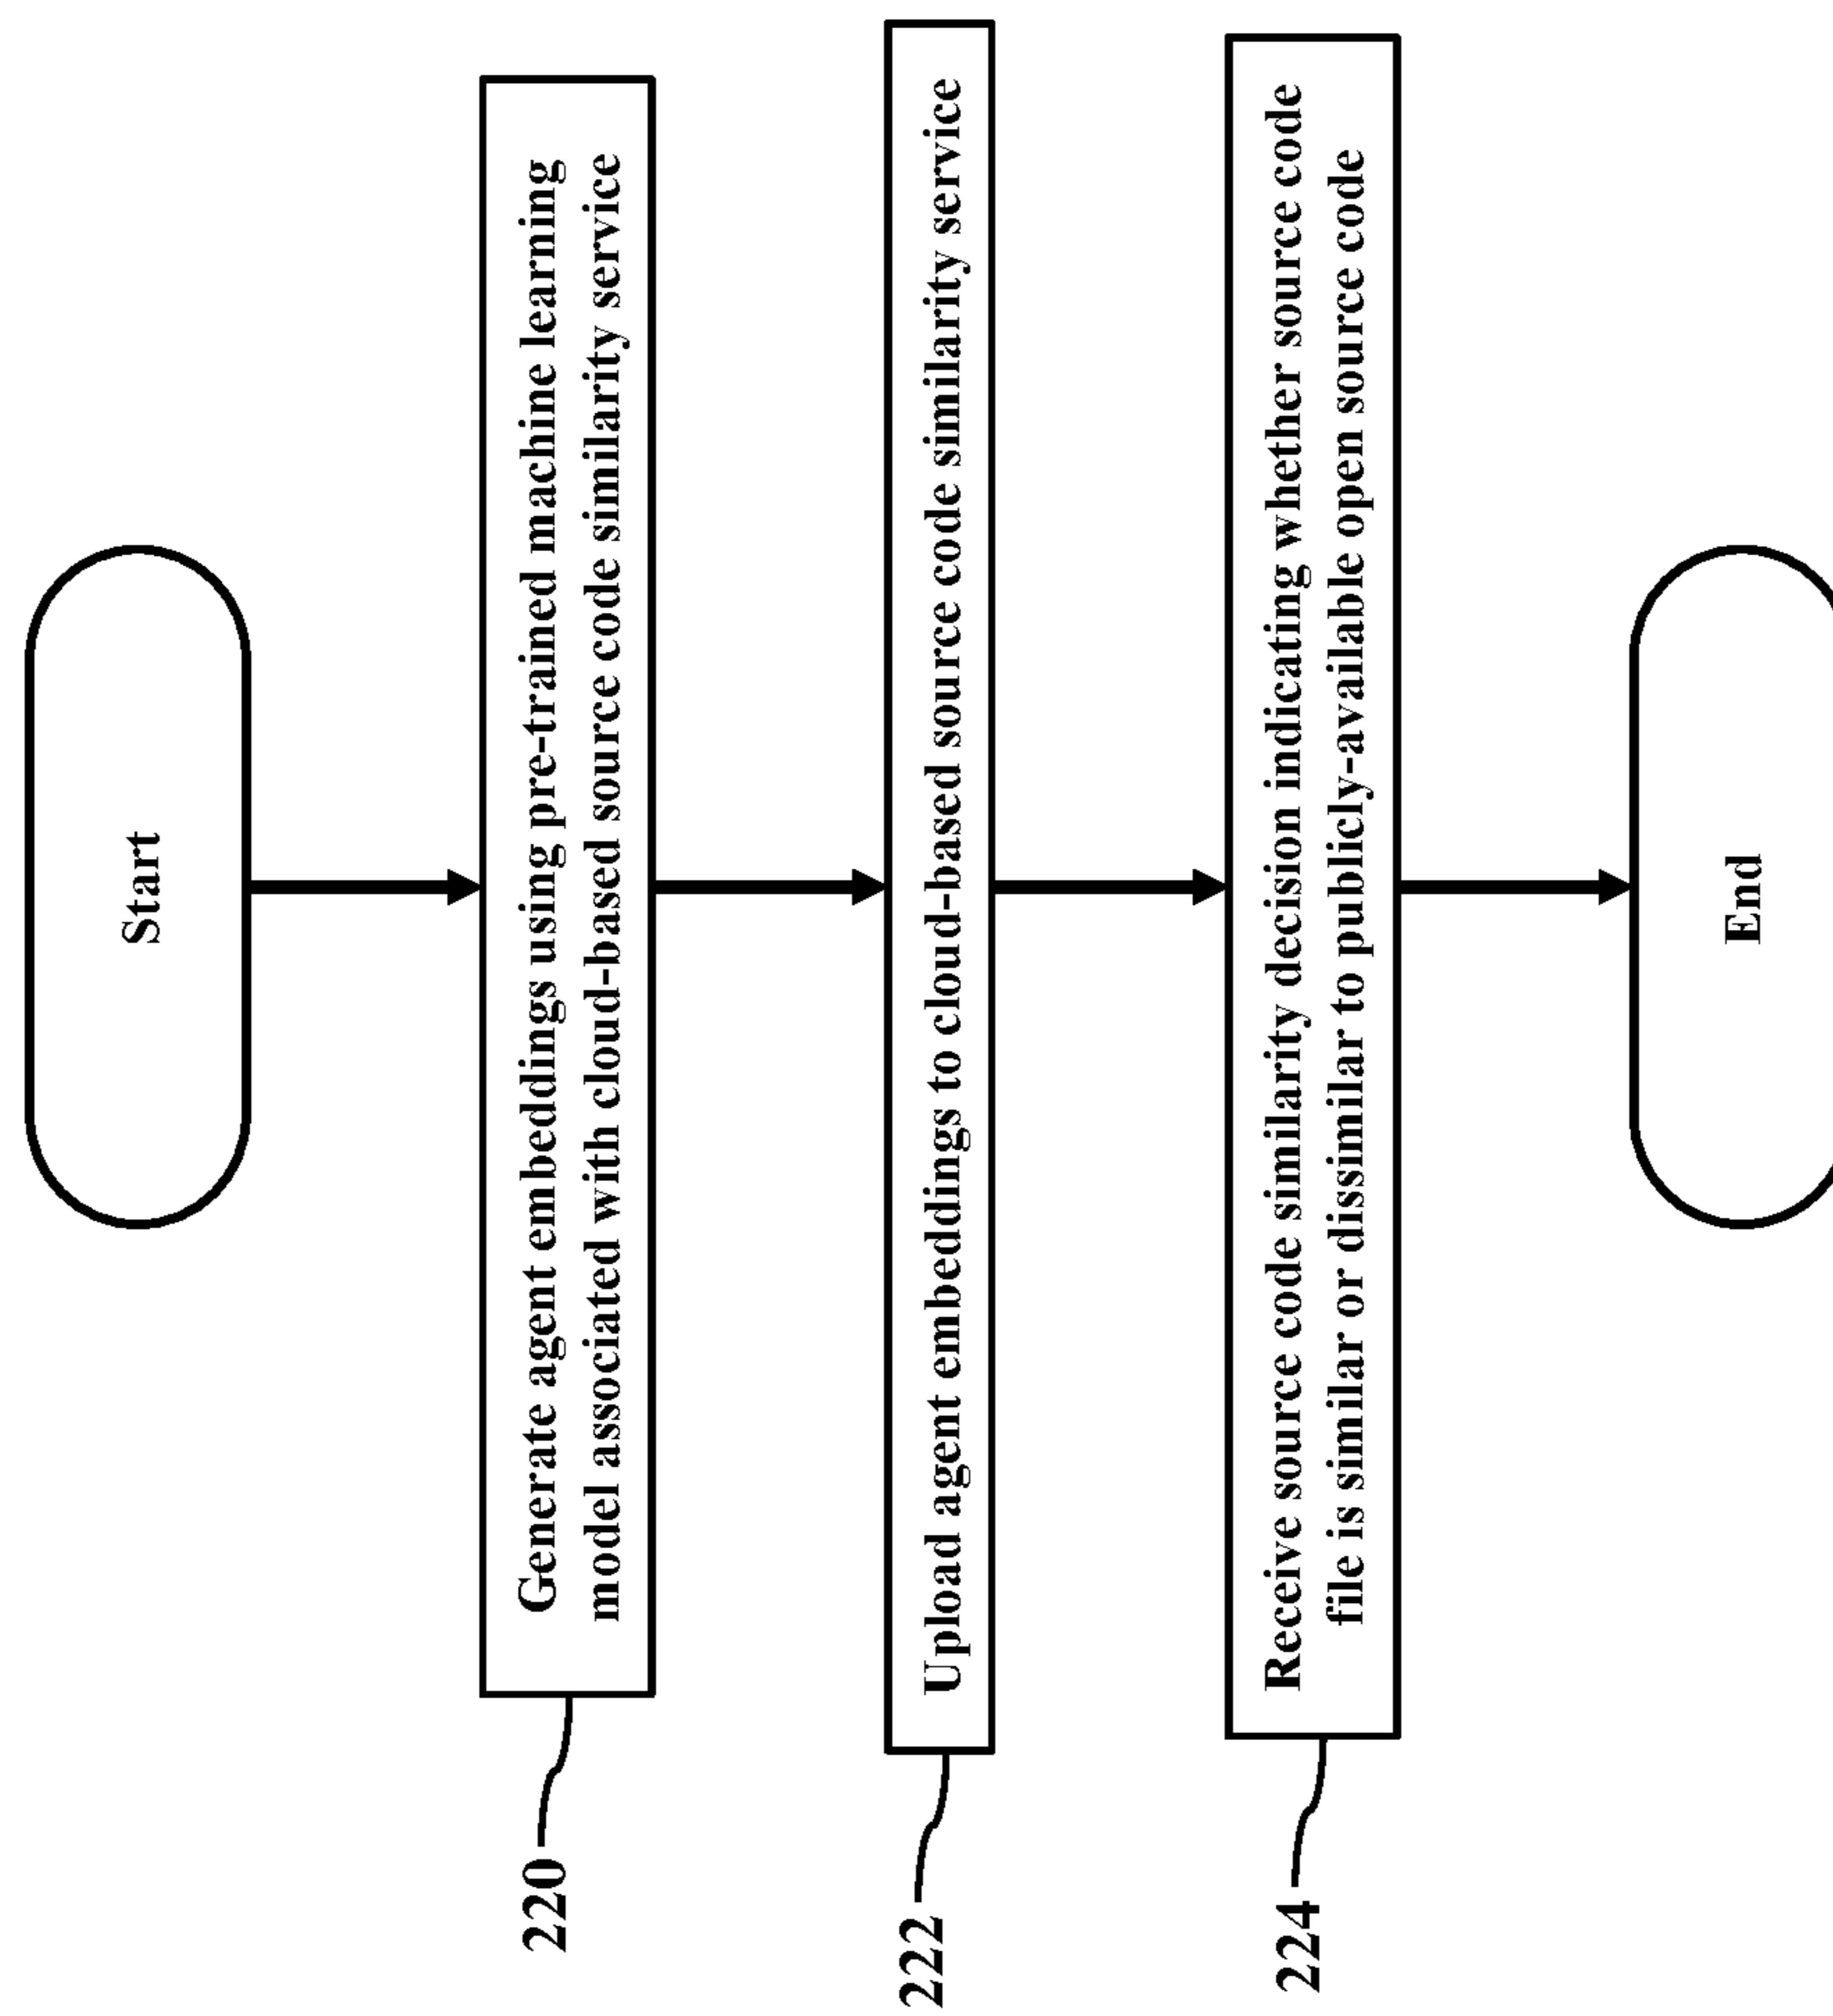 Start
220
Generate agent embeddings using pre-trained machine learning
model associated with cloud-based source code similarity service
222
Upload agent embeddings to cloud-based source code similarity service
224
Receive source code similarity decision indicating whether source code
file is similar or dissimilar to publicly-available open source code
End